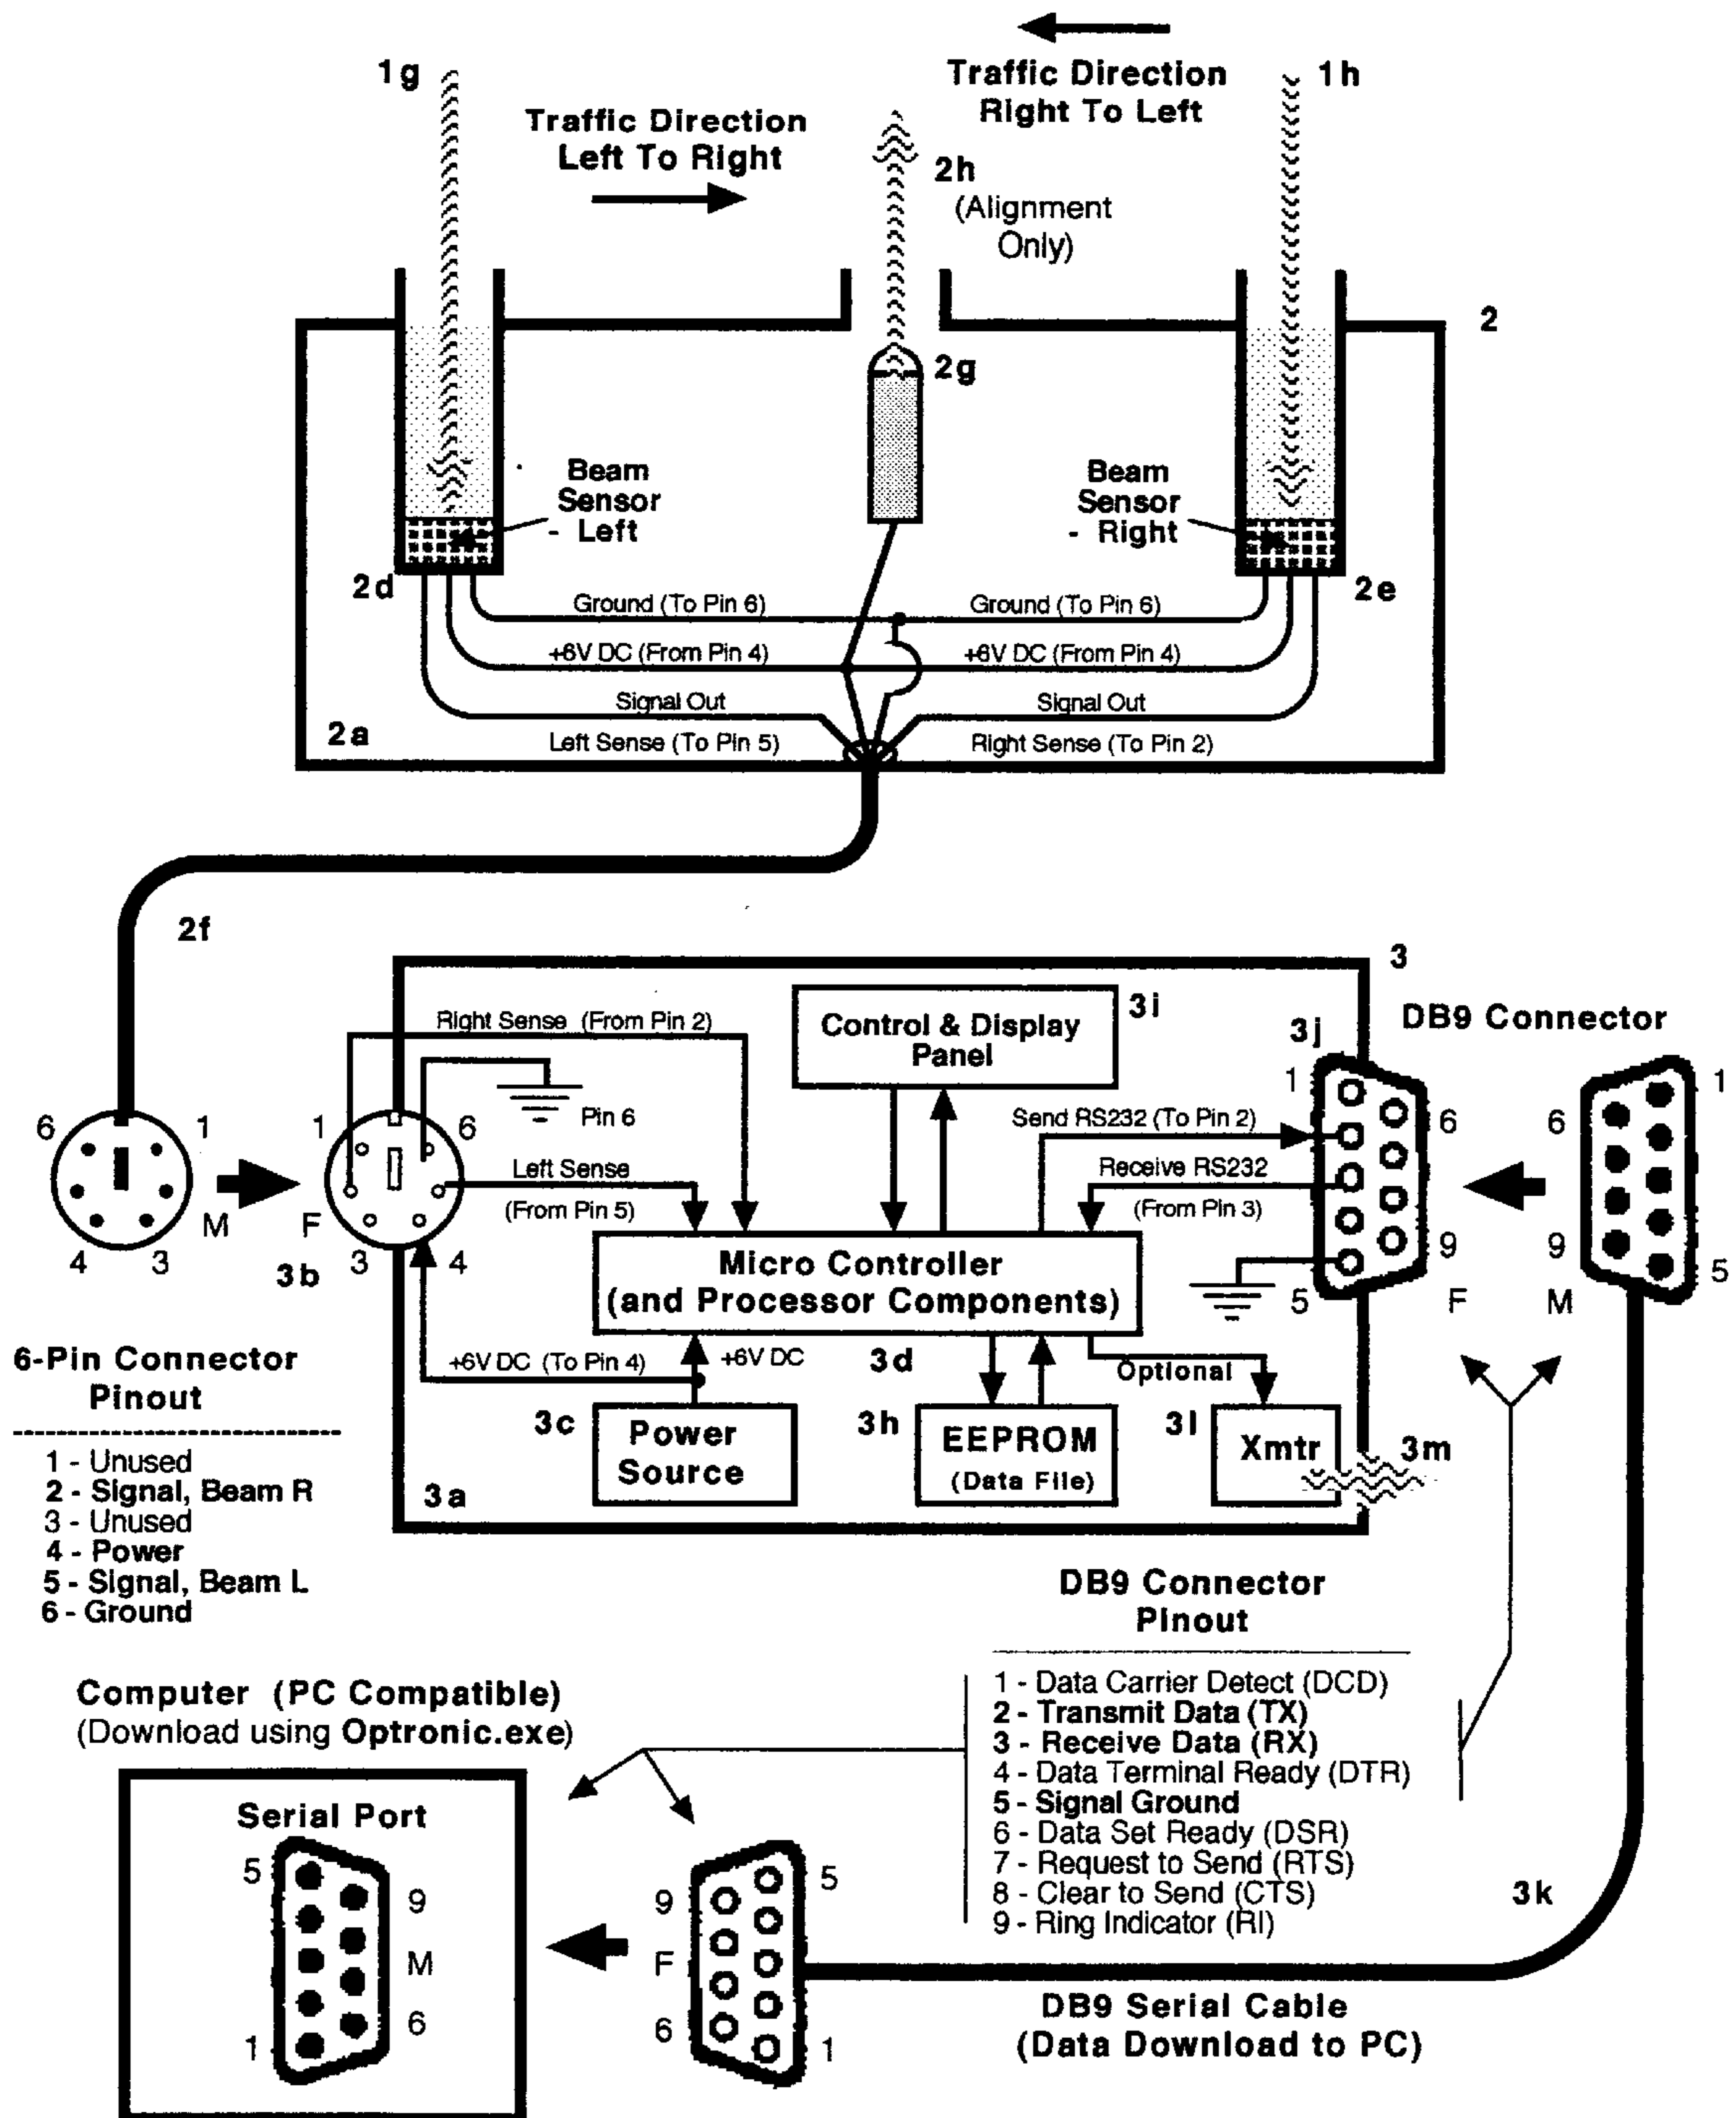 1g
Traffic Direction
Right To Left
1h
Traffic Direction
Left To Right
2h
(Alignment
Only)
2
2g
Beam
Sensor
- Left
Beam
Sensor
- Right
2d
2e
Ground (To Pin 6)
Ground (To Pin 6)
+6V DC (From Pin 4)
+6V DC (From Pin 4)
Signal Out
Signal Out
2a
Left Sense (To Pin 5)
Right Sense (To Pin 2)
2f
3
Right Sense (From Pin 2)
Control & Display
Panel
3i
3j
DB9 Connector
Pin 6
6
1
4
3
M
1
6
F
3
4
3b
Left Sense
(From Pin 5)
Send RS232 (To Pin 2)
Receive RS232
(From Pin 3)
1
6
9
5
F
1
6
9
5
M
Micro Controller
(and Processor Components)
+6V DC (To Pin 4)
+6V DC
3d
Optional
3c
Power
Source
3h
EEPROM
(Data File)
3l
Xmtr
3m
3a
6-Pin Connector
Pinout
1 - Unused
2 - Signal, Beam R
3 - Unused
4 - Power
5 - Signal, Beam L
6 - Ground
DB9 Connector
Pinout
1 - Data Carrier Detect (DCD)
2 - Transmit Data (TX)
3 - Receive Data (RX)
4 - Data Terminal Ready (DTR)
5 - Signal Ground
6 - Data Set Ready (DSR)
7 - Request to Send (RTS)
8 - Clear to Send (CTS)
9 - Ring Indicator (RI)
3k
Computer (PC Compatible)
(Download using Optronic.exe)
Serial Port
5
9
M
6
1
9
5
F
6
1
DB9 Serial Cable
(Data Download to PC)